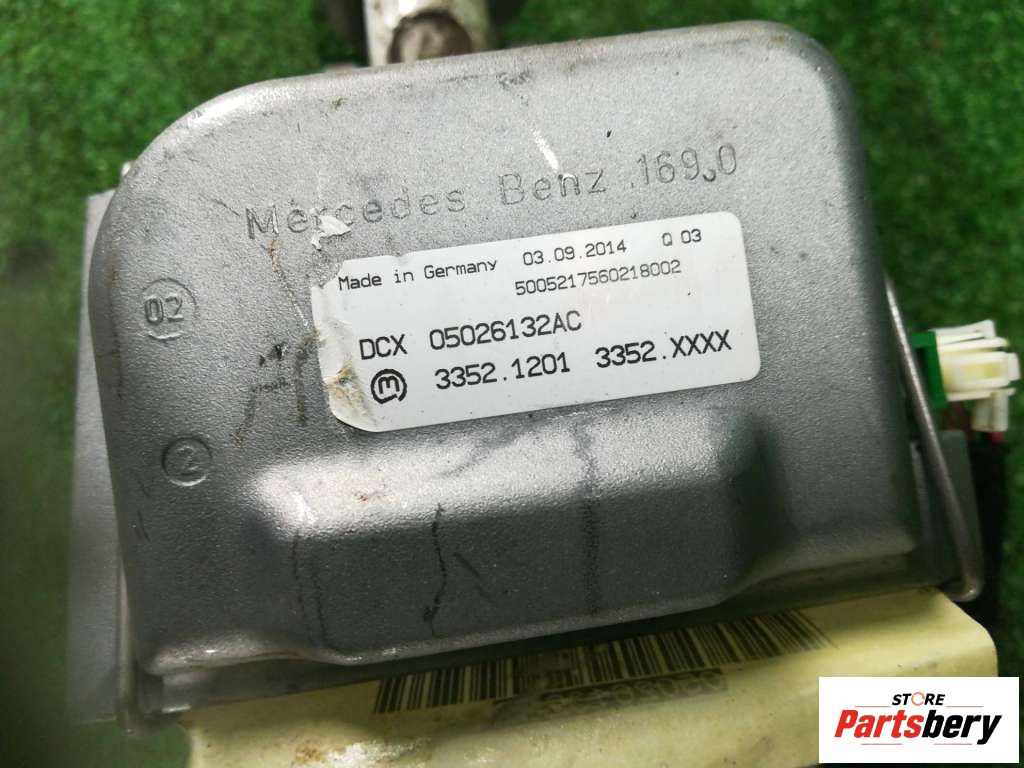 Mercedes Benz .169.0
Made in Germany 03.09.2014 Q 03
5005217560218002
DCX 05026132AC
m 3352.1201 3352.XXXX
02
2
STORE
Partsbery